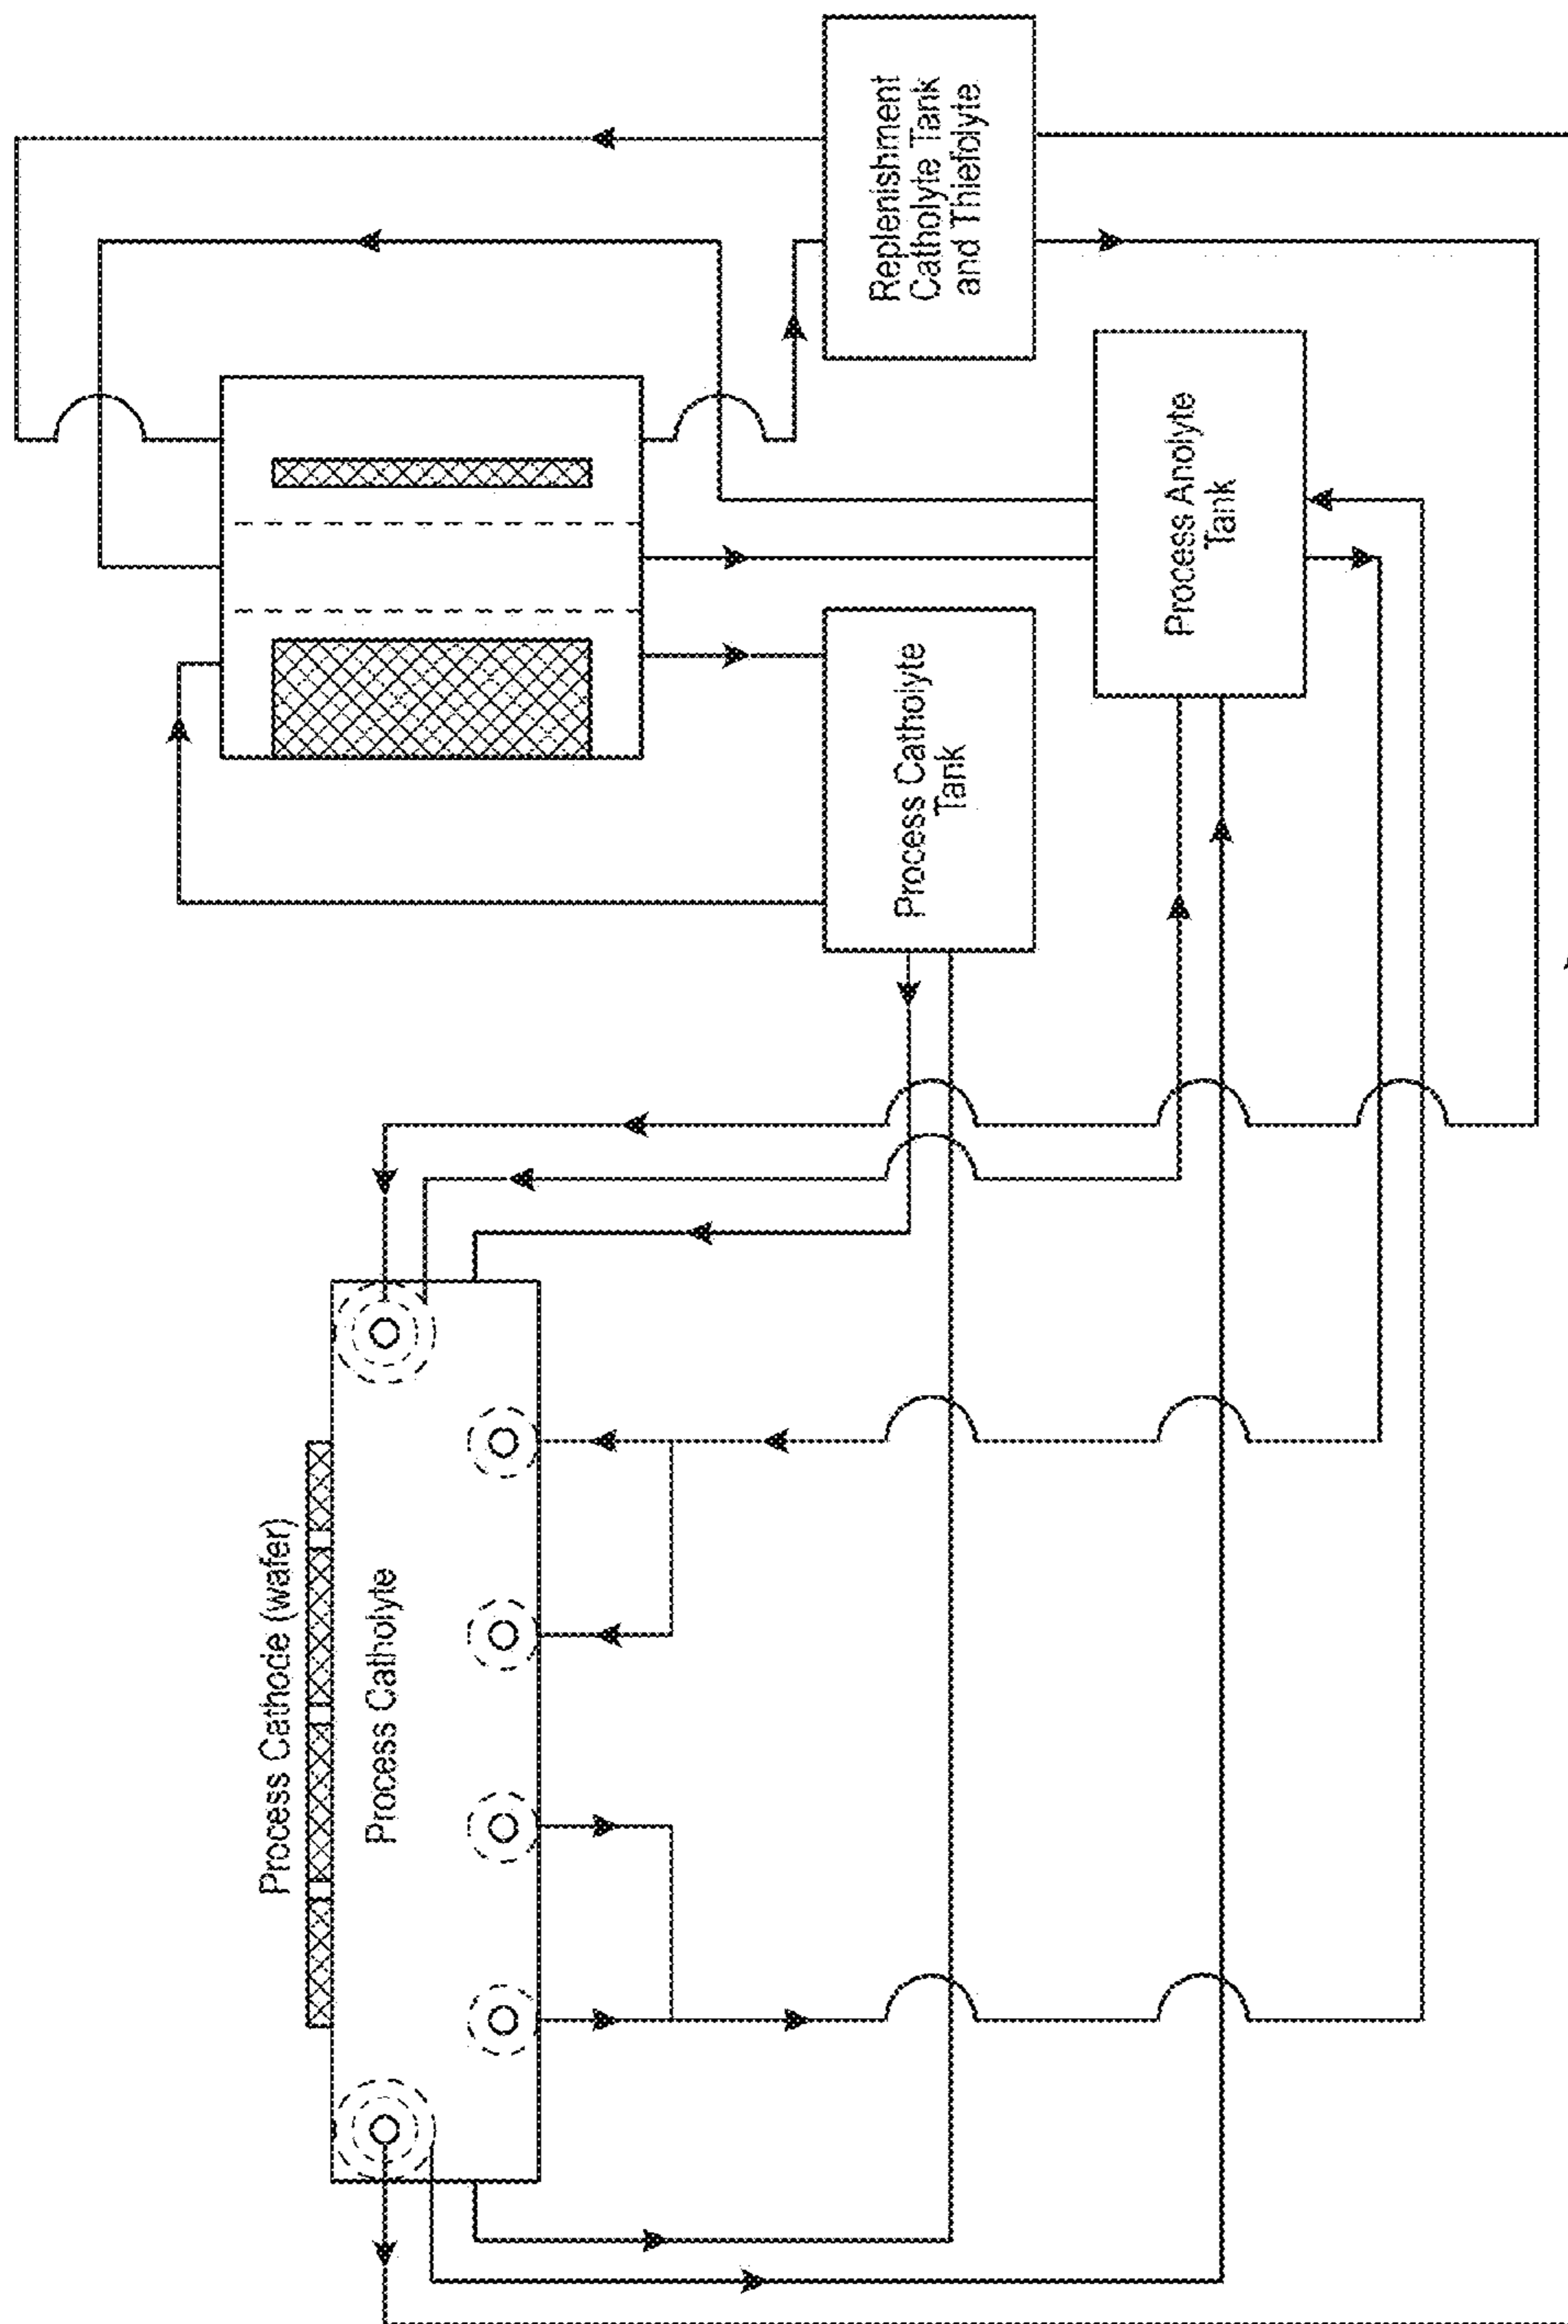 Process Cathode (wafer)
Process Catholyte
Process Catholyte
Tank
Process Anolyte
Tank
Replenishment
Catholyte Tank
and Thiefolyte